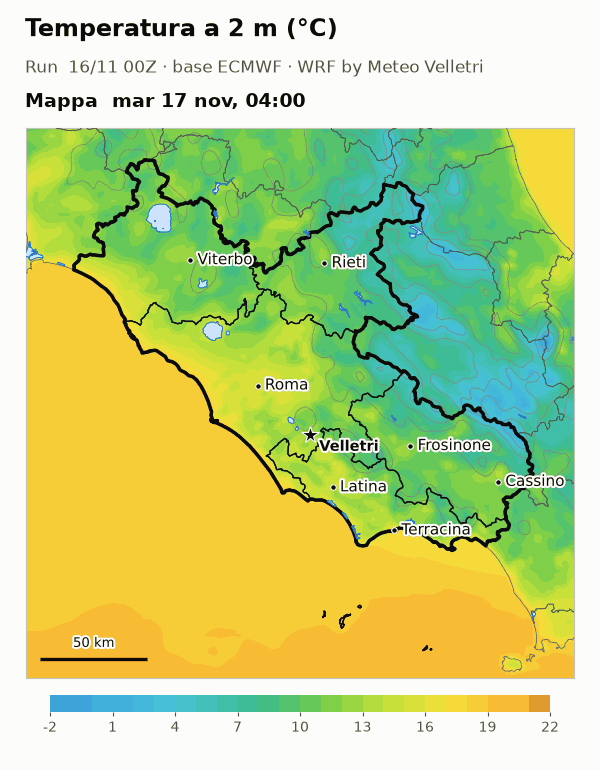 Temperatura a 2 m (°C)
Run  16/11 00Z · base ECMWF · WRF by Meteo Velletri
Mappa  mar 17 nov, 04:00
Viterbo
Rieti
Roma
Velletri
Frosinone
Cassino
Latina
Terracina
50 km
-2 1 4 7 10 13 16 19 22